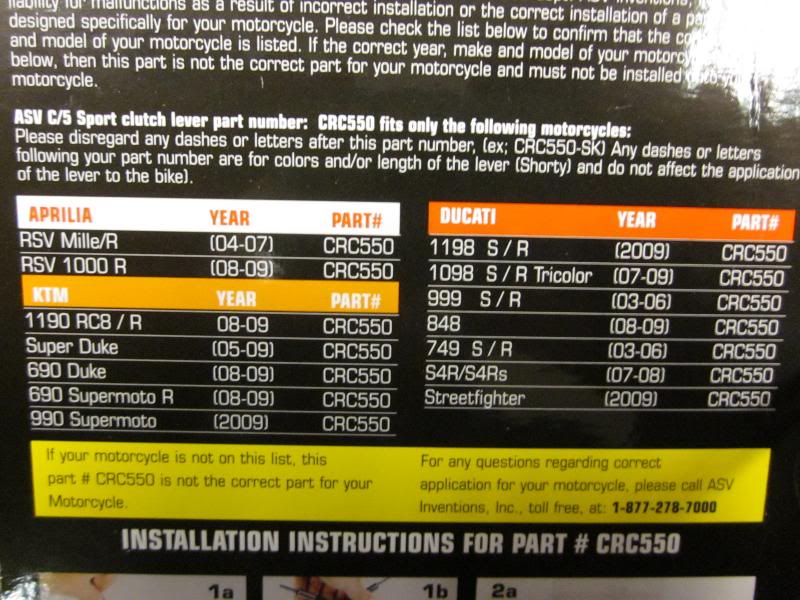 liability for malfunctions as a result of incorrect installation or the correct installation of a
designed specifically for your motorcycle. Please check the list below to confirm that the
and model of your motorcycle is listed. If the correct year, make and model of your
below, then this part is not the correct part for your motorcycle and must not be installed
motorcycle.
ASV C/5 Sport clutch lever part number: CRC550 fits only the following motorcycles:
Please disregard any dashes or letters after this part number, (ex; CRC550-SK) Any dashes or letters
following your part number are for colors and/or length of the lever (Shorty) and do not affect the application
of the lever to the bike).
APRILIA YEAR PART#
RSV Mille/R (04-07) CRC550
RSV 1000 R (08-09) CRC550
KTM YEAR PART#
1190 RC8 / R 08-09 CRC550
Super Duke (05-09) CRC550
690 Duke (08-09) CRC550
690 Supermoto R (08-09) CRC550
990 Supermoto (2009) CRC550
DUCATI YEAR PART#
1198 S / R (2009) CRC550
1098 S / R Tricolor (07-09) CRC550
999 S / R (03-06) CRC550
848 (08-09) CRC550
749 S / R (03-06) CRC550
S4R/S4Rs (07-08) CRC550
Streetfighter (2009) CRC550
If your motorcycle is not on this list, this
part # CRC550 is not the correct part for your
Motorcycle.
For any questions regarding correct
application for your motorcycle, please call ASV
Inventions, Inc., toll free, at: 1-877-278-7000
INSTALLATION INSTRUCTIONS FOR PART # CRC550
1a 1b 2a